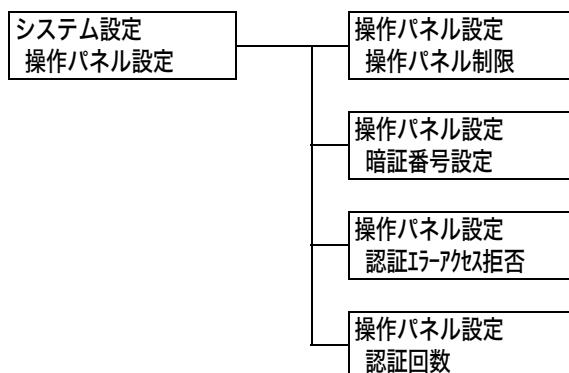 システム設定
操作パネル設定
操作パネル設定
操作パネル制限
操作パネル設定
暗証番号設定
操作パネル設定
認証ｴﾗｰｱｸｾｽ拒否
操作パネル設定
認証回数